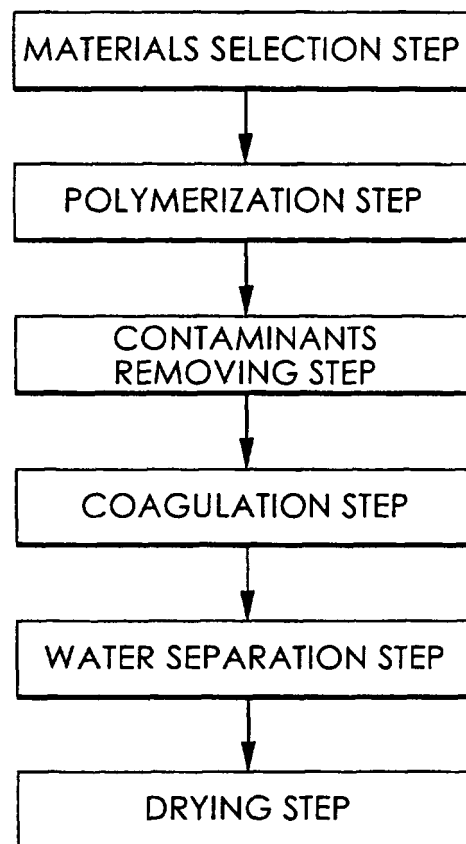 MATERIALS SELECTION STEP
POLYMERIZATION STEP
CONTAMINANTS
REMOVING STEP
COAGULATION STEP
WATER SEPARATION STEP
DRYING STEP